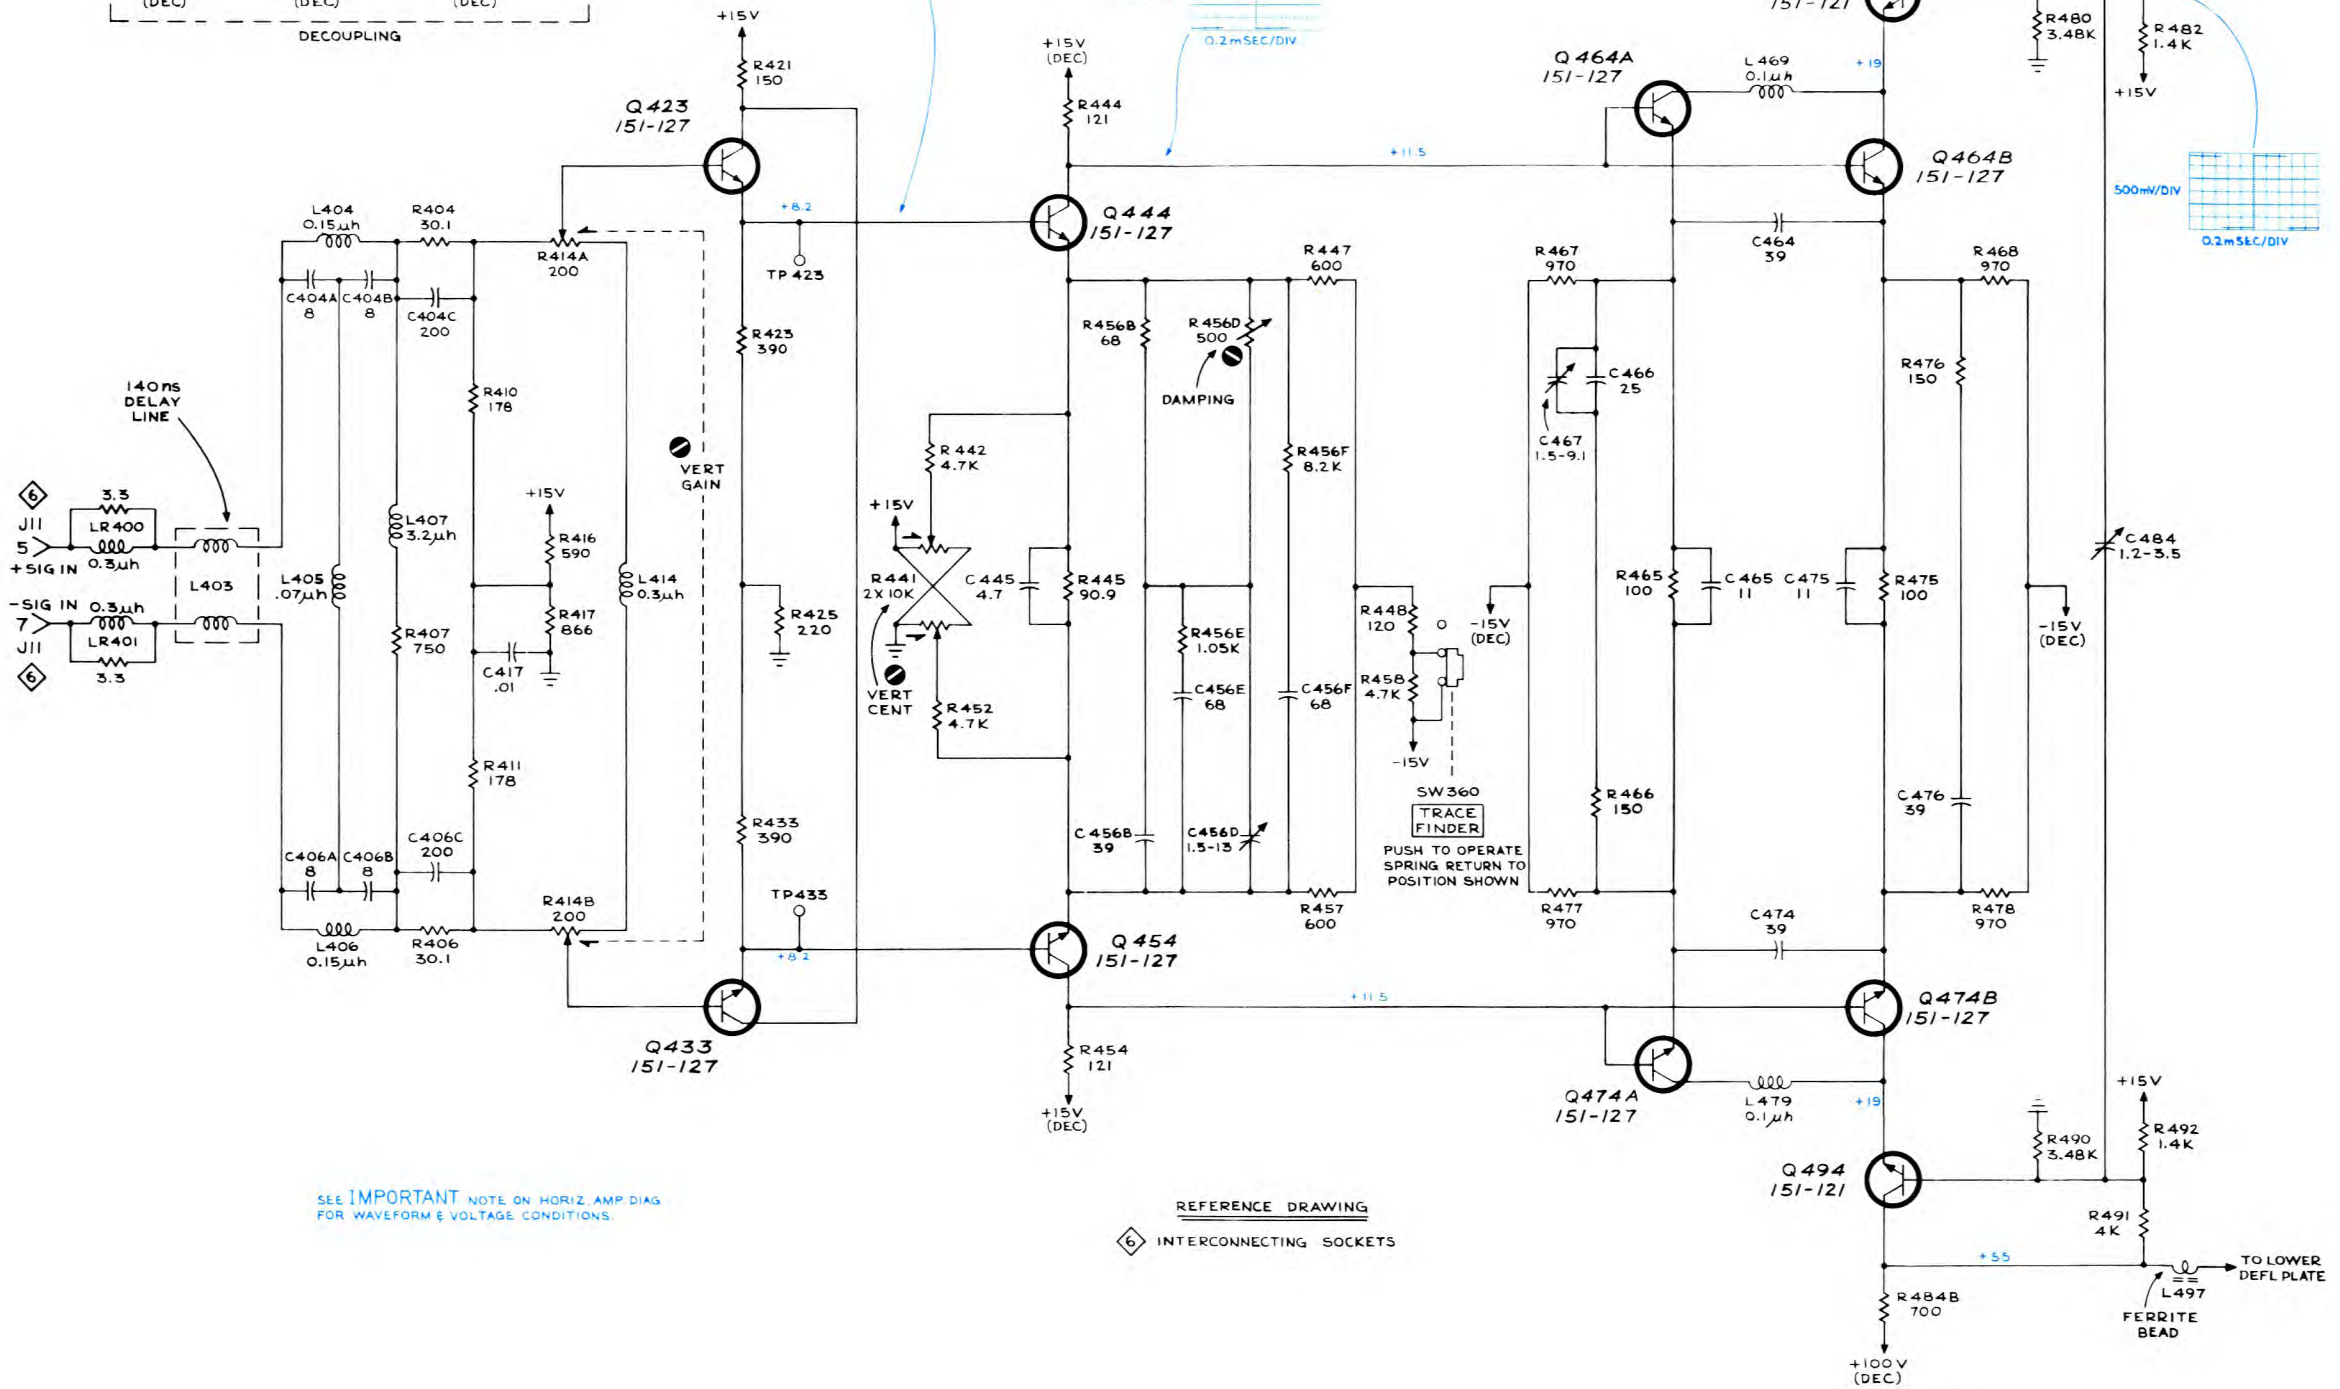 (DEC)
(DEC)
(DEC)
DECOUPLING
+15V
R421
150
Q423
151-127
0.2mSEC/DIV
+15V
(DEC)
R444
121
Q464A
151-127
L469
0.1µh
151-121
+19
R480
3.48K
R482
1.4K
+15V
+11.5
Q464B
151-127
500mV/DIV
0.2mSEC/DIV
L404
0.15µh
R404
30.1
R414A
200
C404A
8
C404B
8
C404C
200
+8.2
TP423
Q444
151-127
R447
600
R467
970
C464
39
R468
970
R423
390
R456B
68
R456D
500
DAMPING
C466
25
C467
1.5-9.1
R476
150
140ns
DELAY
LINE
R410
178
VERT
GAIN
R442
4.7K
R456F
8.2K
6
J11
5
+SIG IN
3.3
LR400
0.3µh
L403
L405
.07µh
L407
3.2µh
+15V
R416
590
L414
0.3µh
+15V
R441
2X10K
C445
4.7
R445
90.9
R465
100
C465
11
C475
11
R475
100
C484
1.2-3.5
-SIG IN
7
J11
6
0.3µh
LR401
3.3
R407
750
R417
866
C417
.01
R425
220
VERT
CENT
R452
4.7K
R456E
1.05K
C456E
68
C456F
68
R448
120
R458
4.7K
-15V
-15V
(DEC)
-15V
(DEC)
SW360
TRACE
FINDER
PUSH TO OPERATE
SPRING RETURN TO
POSITION SHOWN
R411
178
R433
390
C456B
39
C456D
1.5-13
R466
150
C476
39
C406A
8
C406B
8
C406C
200
L406
0.15µh
R406
30.1
R414B
200
TP433
+8.2
Q454
151-127
R457
600
R477
970
C474
39
R478
970
Q433
151-127
+11.5
Q474B
151-127
R454
121
+15V
(DEC)
Q474A
151-127
L479
0.1µh
+19
+15V
R490
3.48K
R492
1.4K
Q494
151-121
R491
4K
+55
TO LOWER
DEFL PLATE
L497
FERRITE
BEAD
R484B
700
+100V
(DEC)
SEE IMPORTANT NOTE ON HORIZ. AMP. DIAG
FOR WAVEFORM & VOLTAGE CONDITIONS.
REFERENCE DRAWING
6 INTERCONNECTING SOCKETS